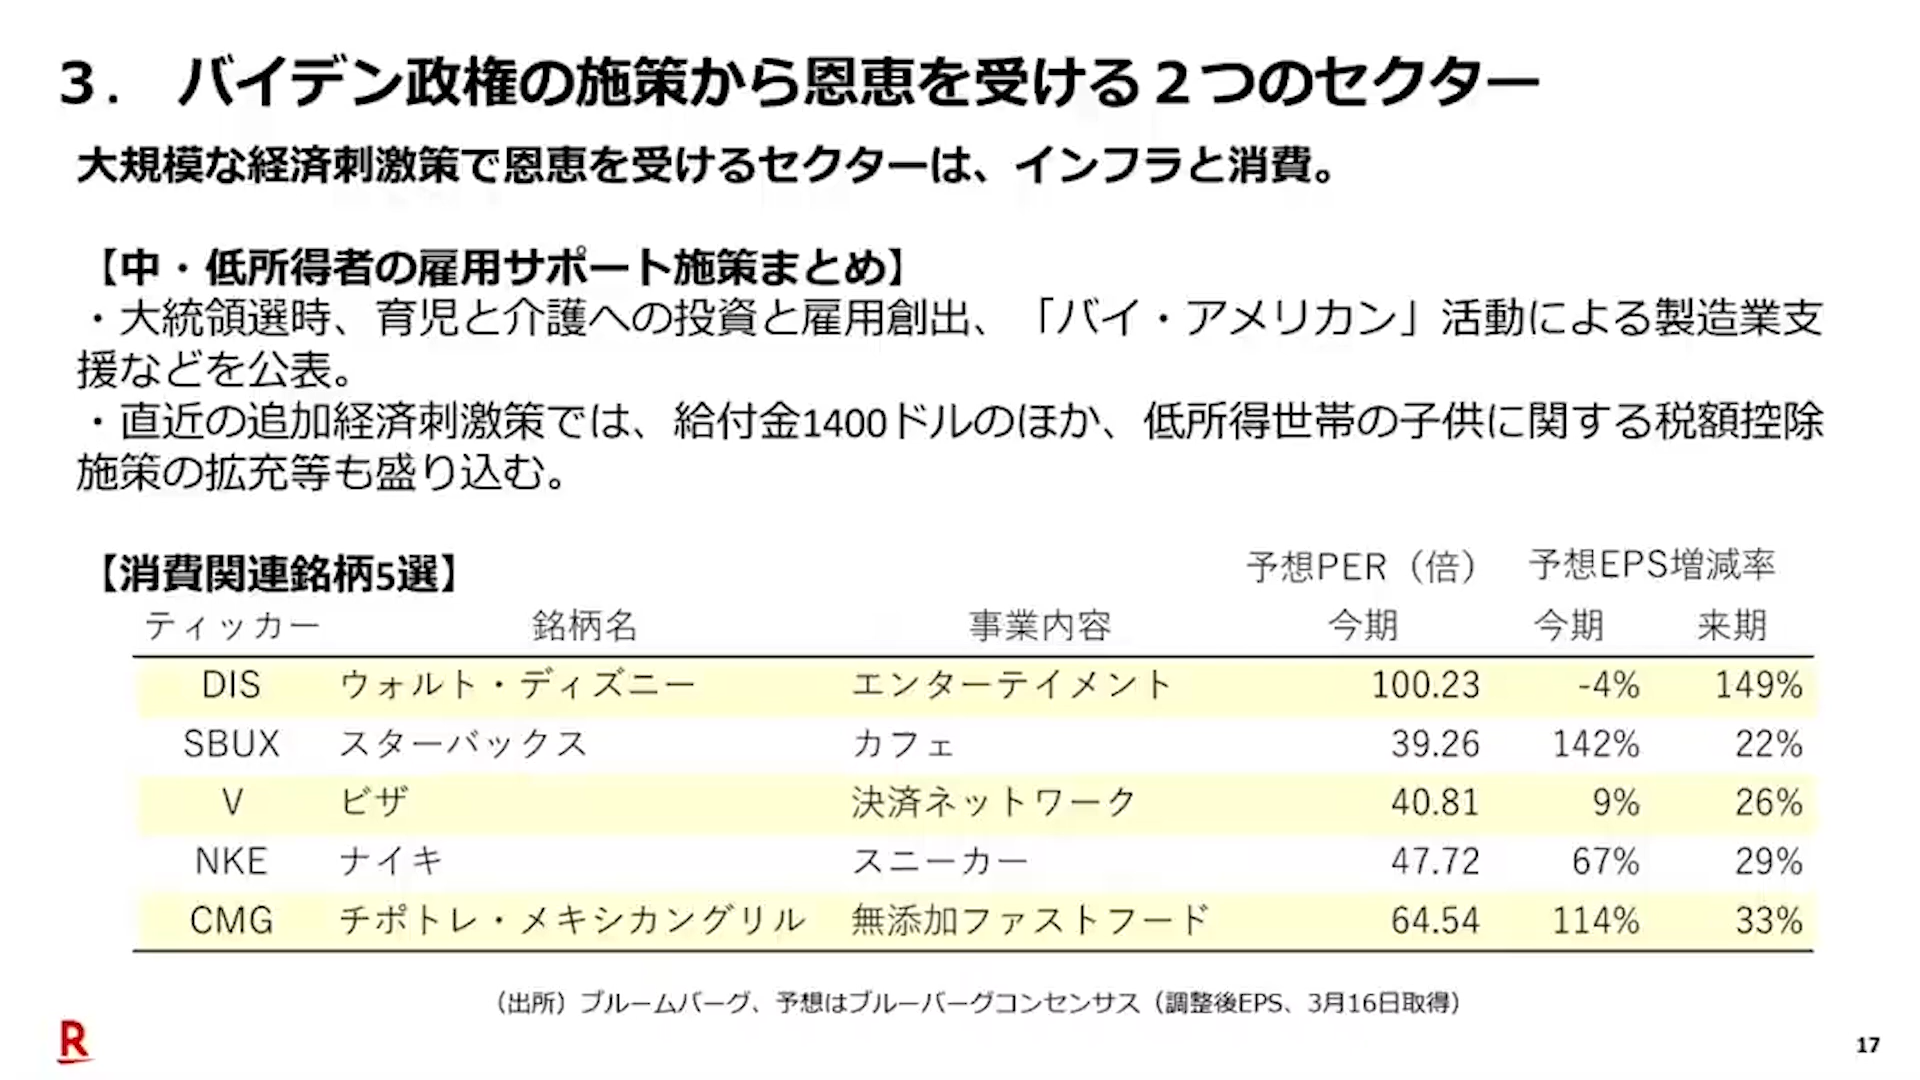 ３． バイデン政権の施策から恩恵を受ける２つのセクター
大規模な経済刺激策で恩恵を受けるセクターは、インフラと消費。
【中・低所得者の雇用サポート施策まとめ】
・大統領選時、育児と介護への投資と雇用創出、「バイ・アメリカン」活動による製造業支
援などを公表。
・直近の追加経済刺激策では、給付金1400ドルのほか、低所得世帯の子供に関する税額控除
施策の拡充等も盛り込む。
【消費関連銘柄5選】 予想PER（倍） 予想EPS増減率
ティッカー 銘柄名 事業内容 今期 今期 来期
DIS ウォルト・ディズニー エンターテイメント 100.23 -4% 149%
SBUX スターバックス カフェ 39.26 142% 22%
V ビザ 決済ネットワーク 40.81 9% 26%
NKE ナイキ スニーカー 47.72 67% 29%
CMG チポトレ・メキシカングリル 無添加ファストフード 64.54 114% 33%
（出所）ブルームバーグ、予想はブルーバーグコンセンサス（調整後EPS、3月16日取得）
R
17